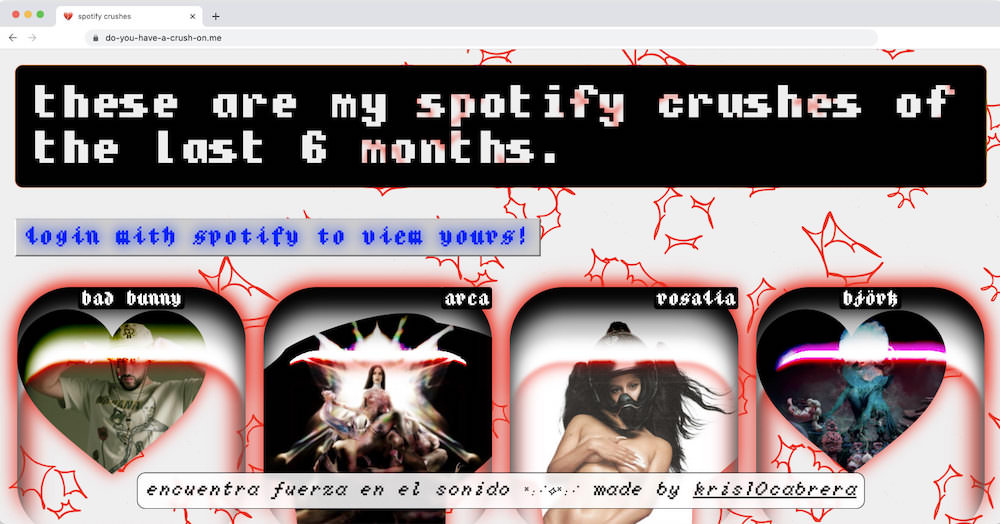 spotify crushes
do-you-have-a-crush-on.me
these are my spotify crushes of
the last 6 months.
login with spotify to view yours!
bad bunny
arca
rosalia
björk
encuentra fuerza en el sonido *:･ﾟ✧*:･ﾟ made by kris10cabrera